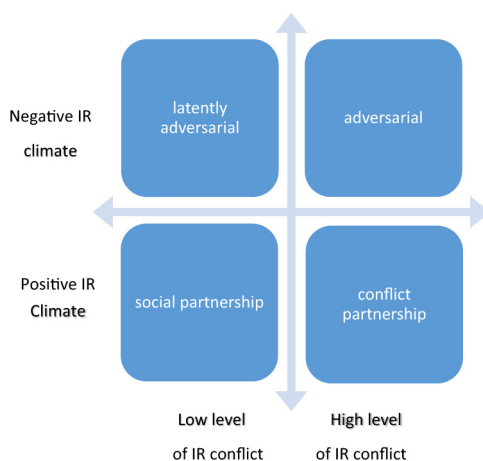 latently
adversarial
adversarial
Negative IR
climate
social partnership
conflict
partnership
Positive IR
Climate
Low level
of IR conflict
High level
of IR conflict